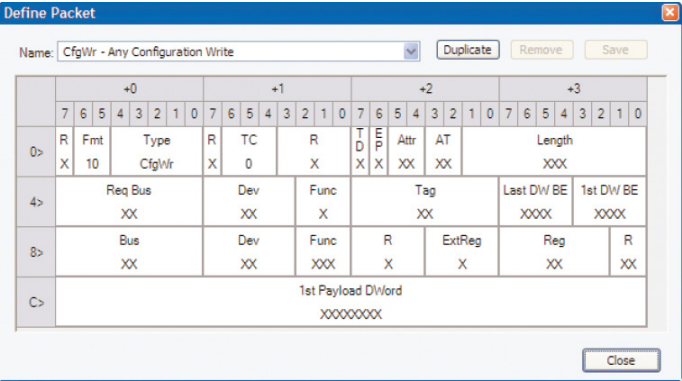 Define Packet
Name: CfgWr - Any Configuration Write Duplicate Remove Save
+0 +1 +2 +3
7 6 5 4 3 2 1 0 7 6 5 4 3 2 1 0 7 6 5 4 3 2 1 0 7 6 5 4 3 2 1 0
0> R Fmt Type R TC R TD EP Attr AT Length
X 10 CfgWr X 0 X X X XX XX XXX
4> Req Bus Dev Func Tag Last DW BE 1st DW BE
XX XX X XX XXXX XXXX
8> Bus Dev Func R ExtReg Reg R
XX XX XXX X X XX XX
C> 1st Payload DWord
XXXXXXXX
Close